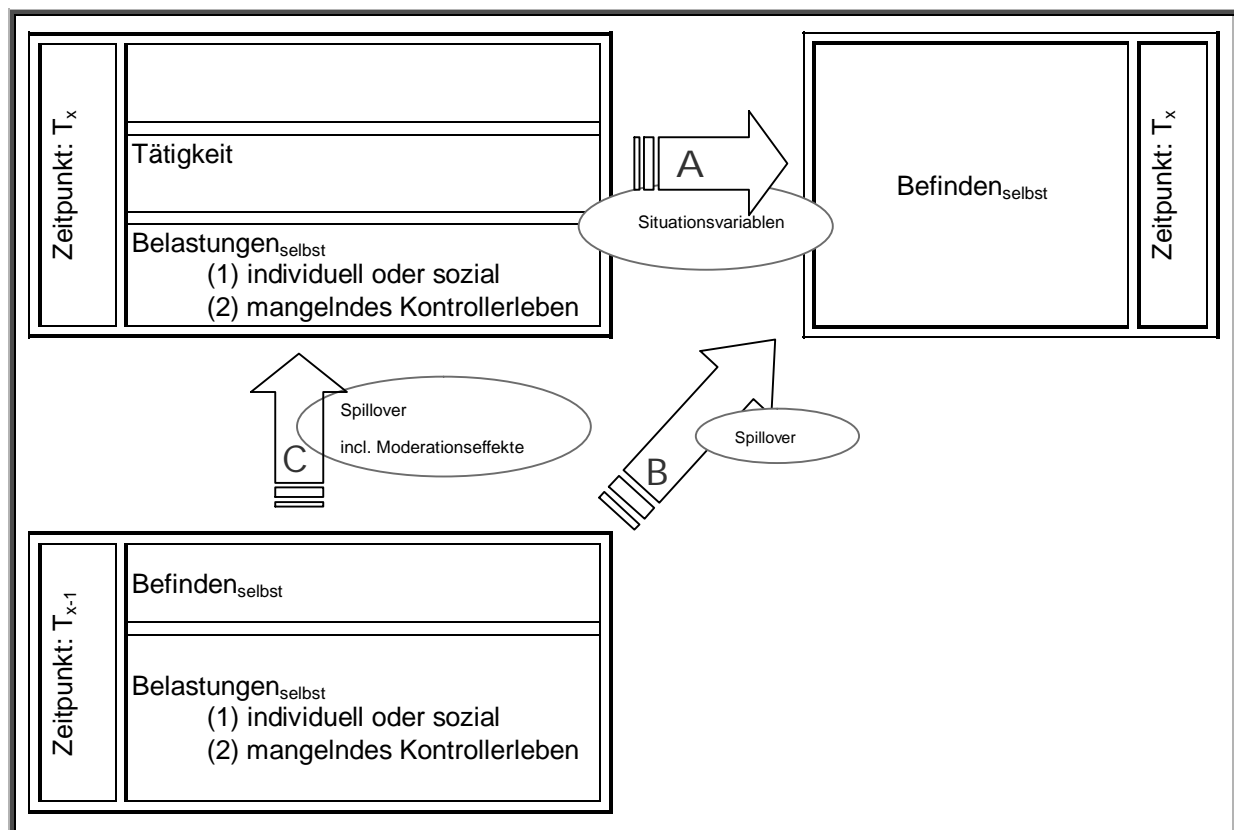 Zeitpunkt: Tx
Tätigkeit
Belastungenselbst
(1) individuell oder sozial
(2) mangelndes Kontrollerleben
A
Situationsvariablen
Befindenselbst
Zeitpunkt: Tx
C
Spillover
incl. Moderationseffekte
B
Spillover
Zeitpunkt: Tx-1
Befindenselbst
Belastungenselbst
(1) individuell oder sozial
(2) mangelndes Kontrollerleben